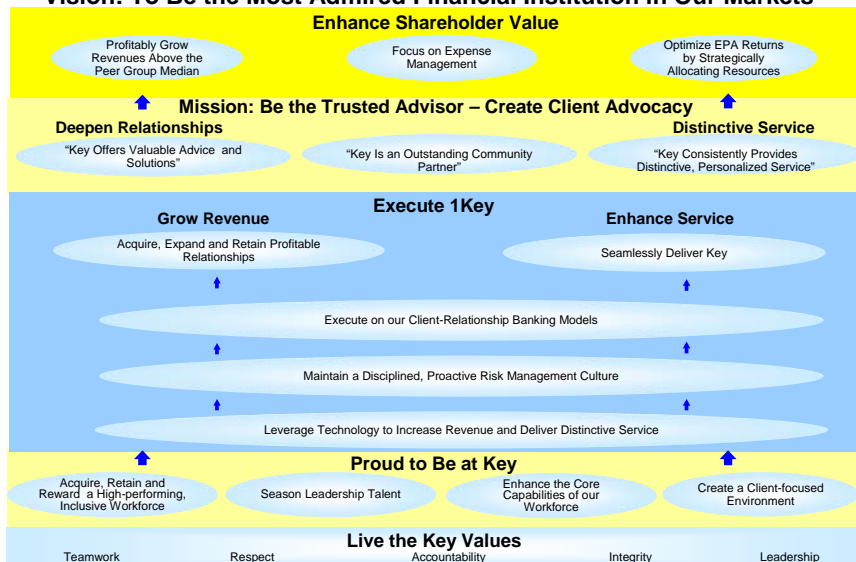 Vision: To Be the Most Admired Financial Institution in Our Markets
Enhance Shareholder Value
Profitably Grow
Revenues Above the
Peer Group Median
Focus on Expense
Management
Optimize EPA Returns
by Strategically
Allocating Resources
Mission: Be the Trusted Advisor – Create Client Advocacy
Deepen Relationships
Distinctive Service
“Key Offers Valuable Advice and
Solutions”
“Key Is an Outstanding Community
Partner”
“Key Consistently Provides
Distinctive, Personalized Service”
Execute 1Key
Grow Revenue
Enhance Service
Acquire, Expand and Retain Profitable
Relationships
Seamlessly Deliver Key
Execute on our Client-Relationship Banking Models
Maintain a Disciplined, Proactive Risk Management Culture
Leverage Technology to Increase Revenue and Deliver Distinctive Service
Proud to Be at Key
Acquire, Retain and
Reward a High-performing,
Inclusive Workforce
Season Leadership Talent
Enhance the Core
Capabilities of our
Workforce
Create a Client-focused
Environment
Live the Key Values
Teamwork
Respect
Accountability
Integrity
Leadership